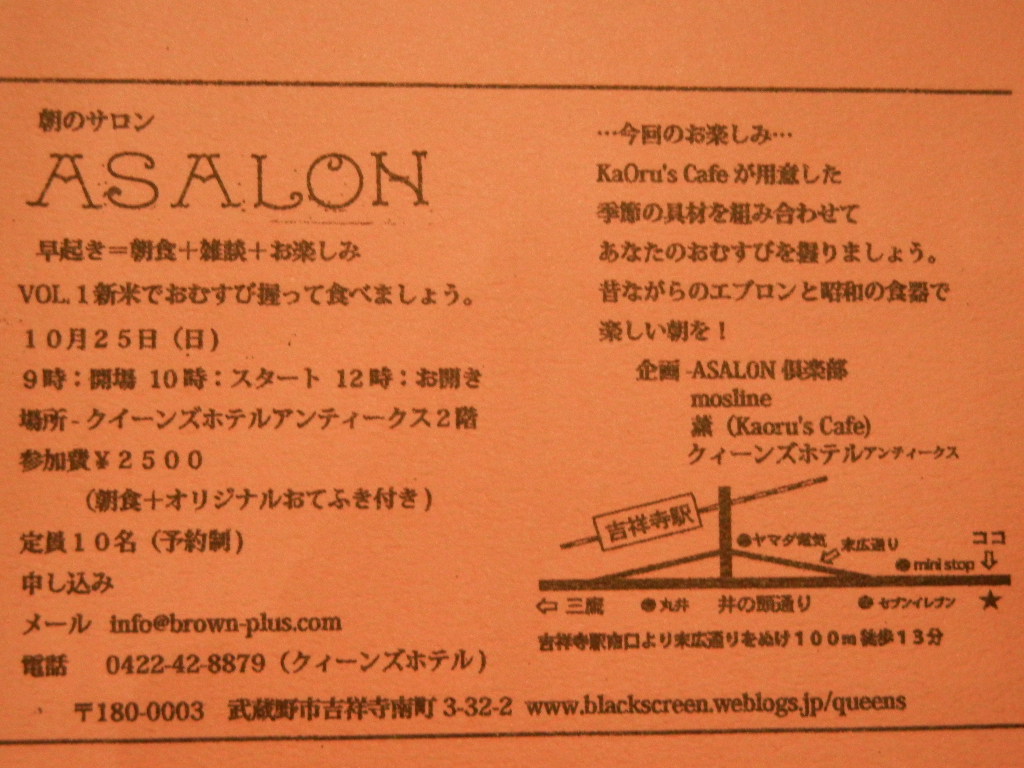 朝のサロン
ASALON
早起き＝朝食＋雑談＋お楽しみ
VOL.１新米でおむすび握って食べましょう。
１０月２５日（日）
９時：開場 １０時：スタート １２時：お開き
場所 - クイーンズホテルアンティークス２階
参加費￥２５００
（朝食＋オリジナルおてふき付き）
定員１０名（予約制）
申し込み
メール info@brown-plus.com
電話 0422-42-8879（クィーンズホテル）
〒180-0003 武蔵野市吉祥寺南町 3-32-2 www.blackscreen.weblogs.jp/queens
…今回のお楽しみ…
KaOru's Cafe が用意した
季節の具材を組み合わせて
あなたのおむすびを握りましょう。
昔ながらのエプロンと昭和の食器で
楽しい朝を！
企画 -ASALON 倶楽部
mosline
薫（Kaoru's Cafe）
クィーンズホテルアンティークス
吉祥寺駅
●ヤマダ電気
末広通り
ココ
●mini stop
⇦ 三鷹
●丸井
井の頭通り
●セブンイレブン
★
吉祥寺駅南口より末広通りをぬけ１００ｍ徒歩１３分